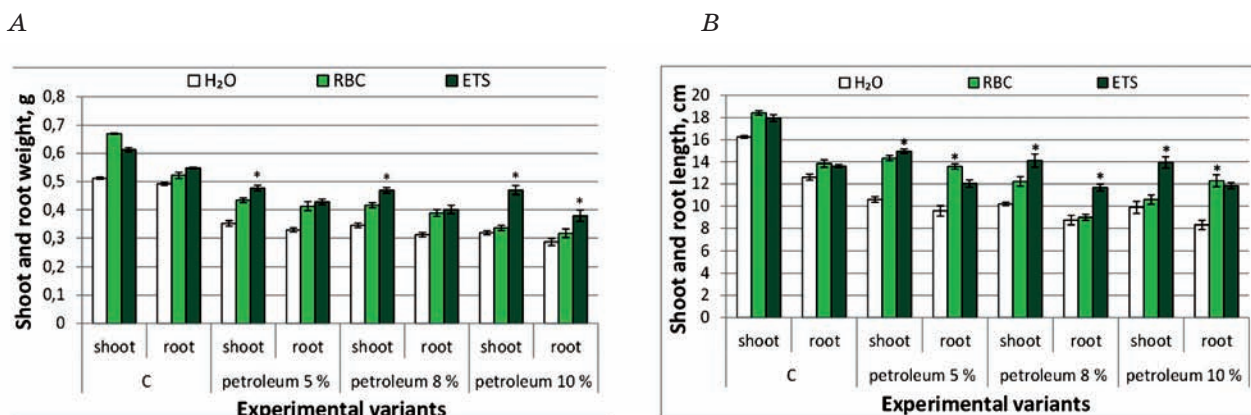 A
H₂O RBC ETS
Shoot and root weight, g
0,8
0,7
0,6
0,5
0,4
0,3
0,2
0,1
0
* * * *
shoot root shoot root shoot root shoot root
C petroleum 5 % petroleum 8 % petroleum 10 %
Experimental variants
B
H₂O RBC ETS
Shoot and root length, cm
20
18
16
14
12
10
8
6
4
2
0
* * * * * *
shoot root shoot root shoot root shoot root
C petroleum 5 % petroleum 8 % petroleum 10 %
Experimental variants